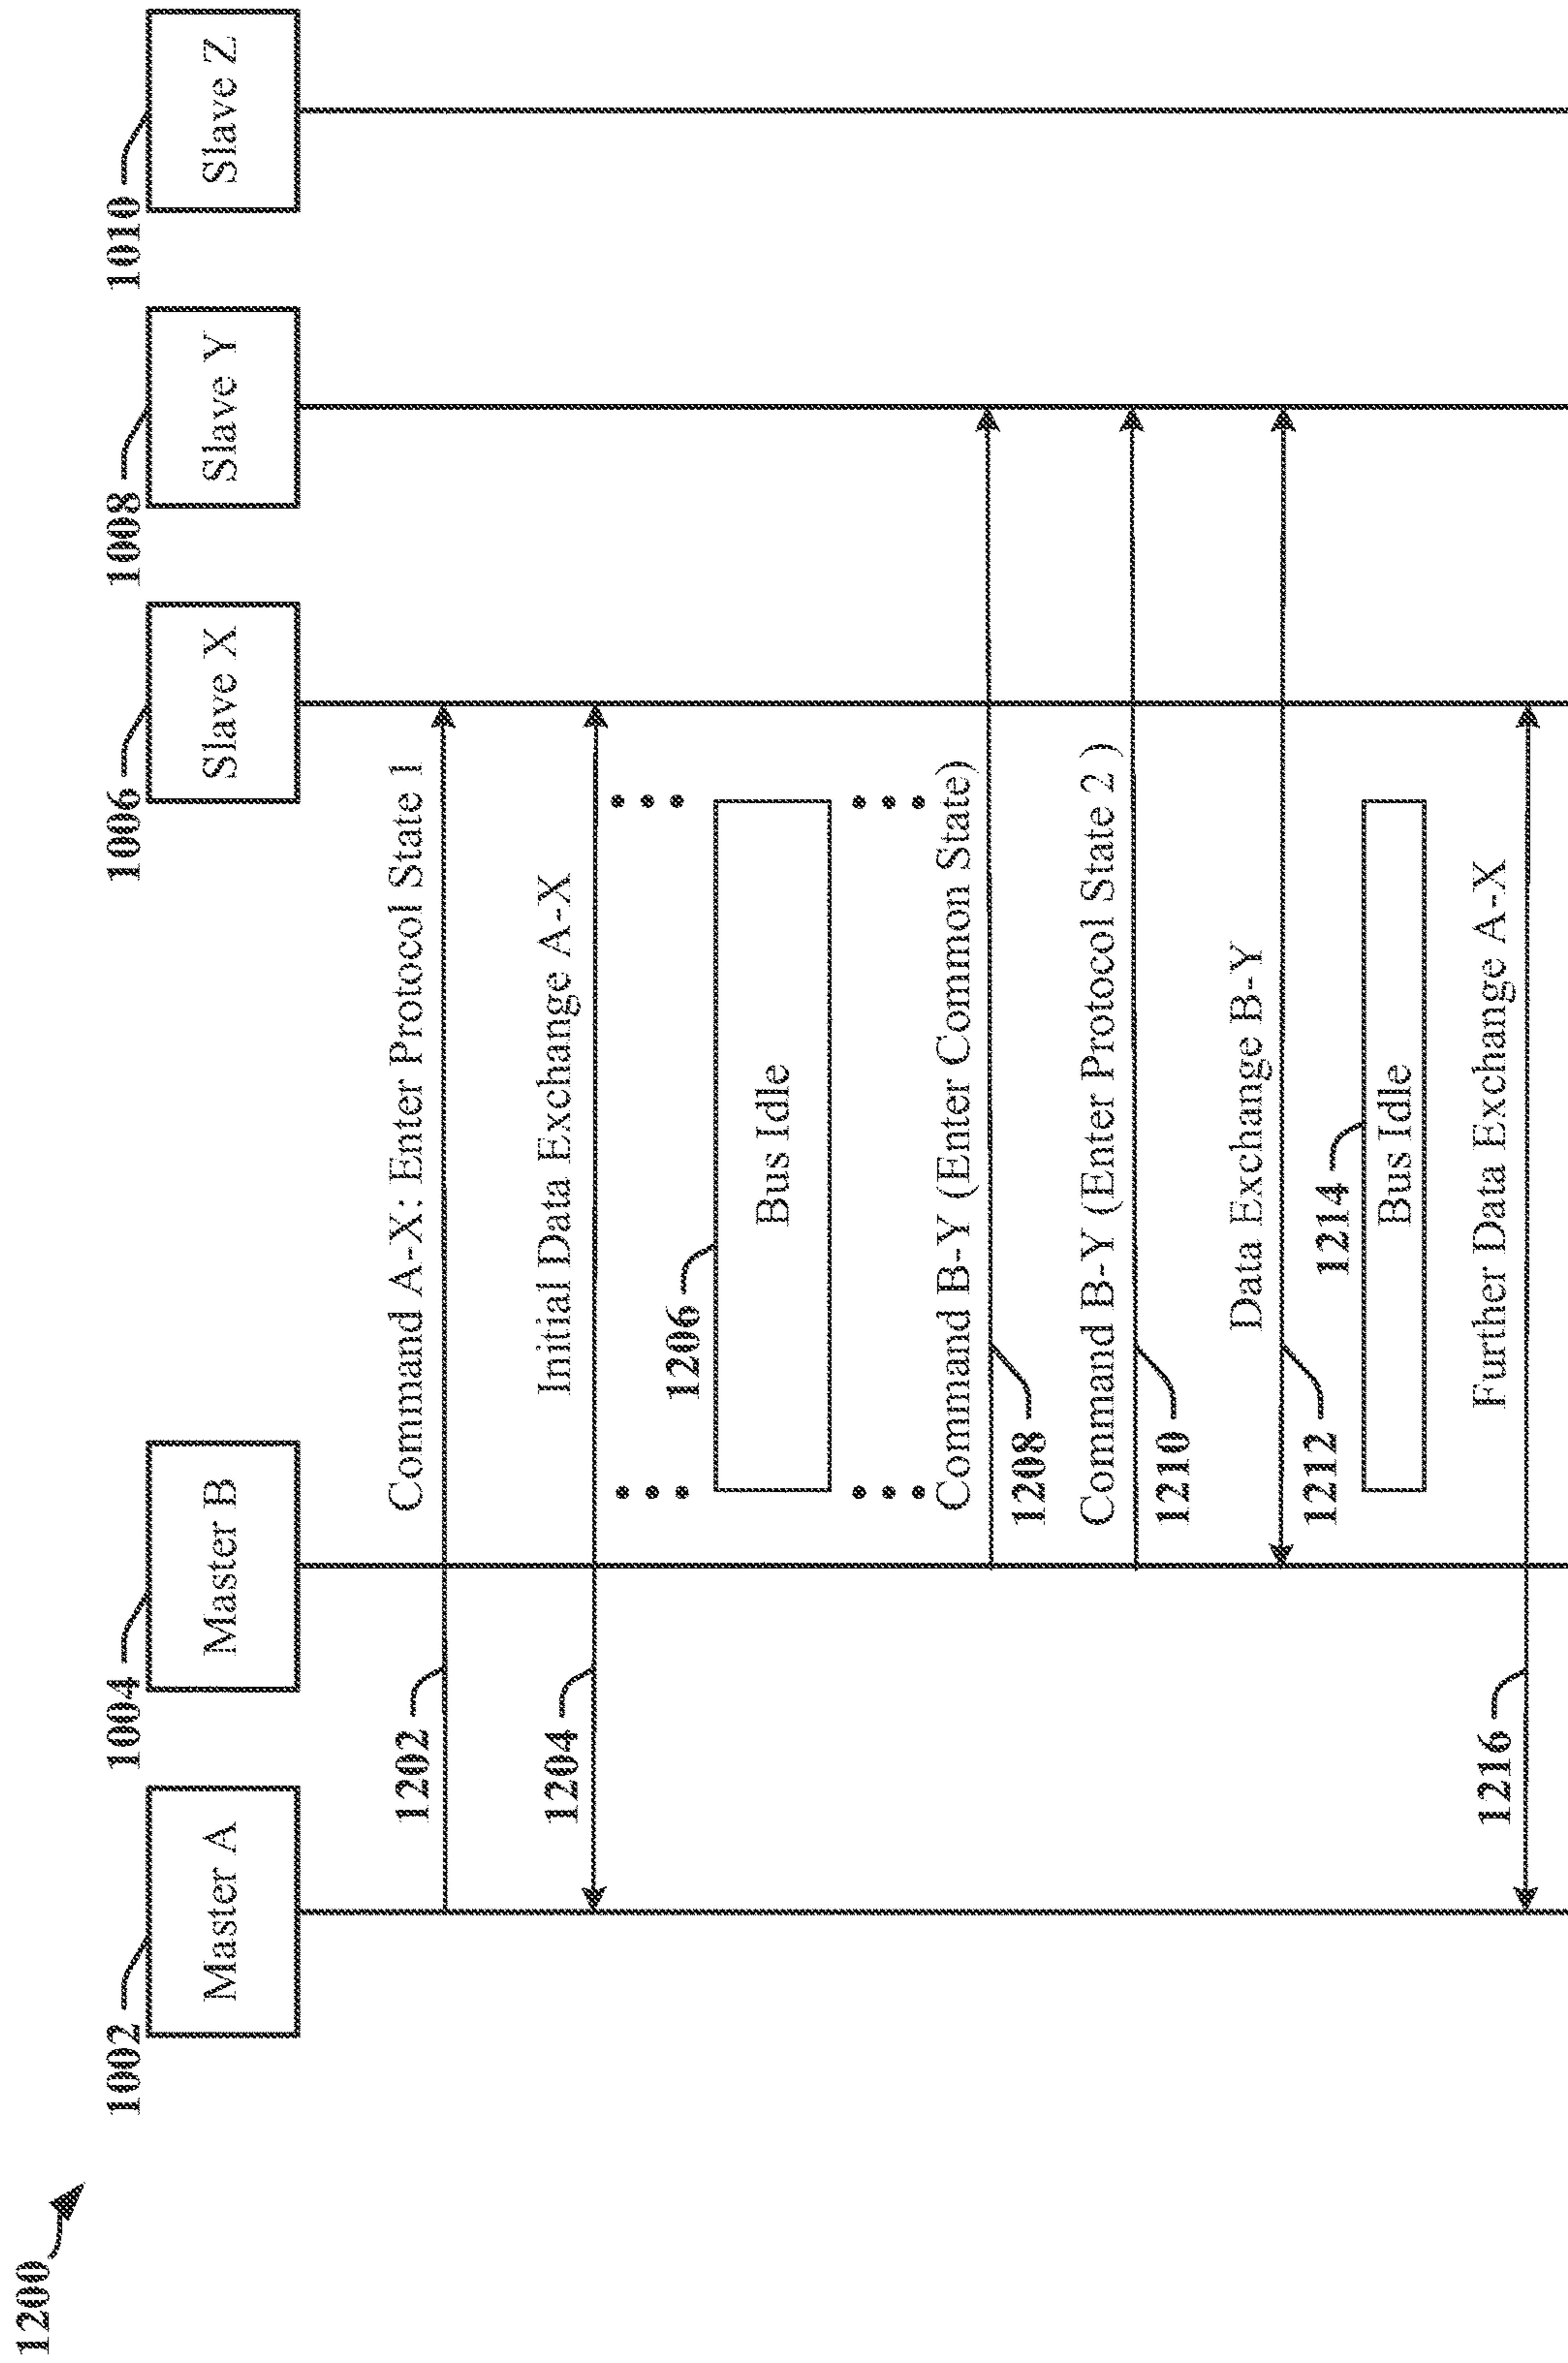 1200
1002
1004
1006
1008
1010
Master A
Master B
Slave X
Slave Y
Slave Z
Command A-X: Enter Protocol State 1
1202
Initial Data Exchange A-X
1204
1206
Bus Idle
Command B-Y (Enter Common State)
1208
Command B-Y (Enter Protocol State 2 )
1210
Data Exchange B-Y
1212
1214
Bus Idle
Further Data Exchange A-X
1216